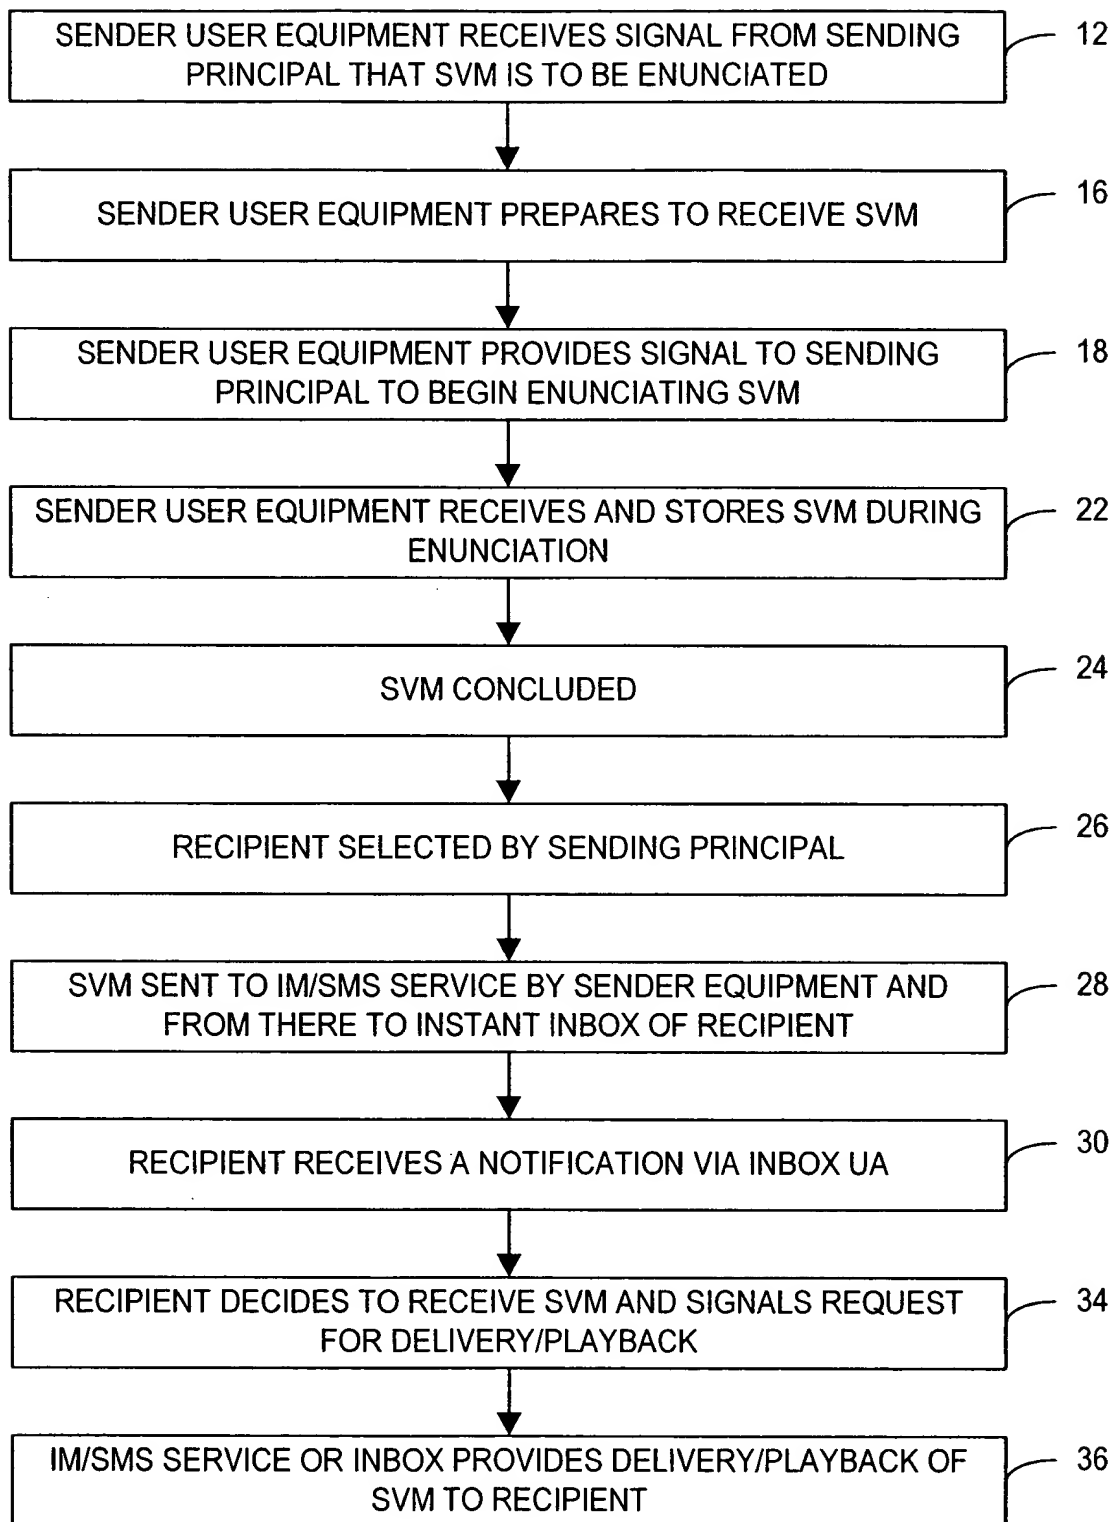 SENDER USER EQUIPMENT RECEIVES SIGNAL FROM SENDING
PRINCIPAL THAT SVM IS TO BE ENUNCIATED
12
SENDER USER EQUIPMENT PREPARES TO RECEIVE SVM
16
SENDER USER EQUIPMENT PROVIDES SIGNAL TO SENDING
PRINCIPAL TO BEGIN ENUNCIATING SVM
18
SENDER USER EQUIPMENT RECEIVES AND STORES SVM DURING
ENUNCIATION
22
SVM CONCLUDED
24
RECIPIENT SELECTED BY SENDING PRINCIPAL
26
SVM SENT TO IM/SMS SERVICE BY SENDER EQUIPMENT AND
FROM THERE TO INSTANT INBOX OF RECIPIENT
28
RECIPIENT RECEIVES A NOTIFICATION VIA INBOX UA
30
RECIPIENT DECIDES TO RECEIVE SVM AND SIGNALS REQUEST
FOR DELIVERY/PLAYBACK
34
IM/SMS SERVICE OR INBOX PROVIDES DELIVERY/PLAYBACK OF
SVM TO RECIPIENT
36